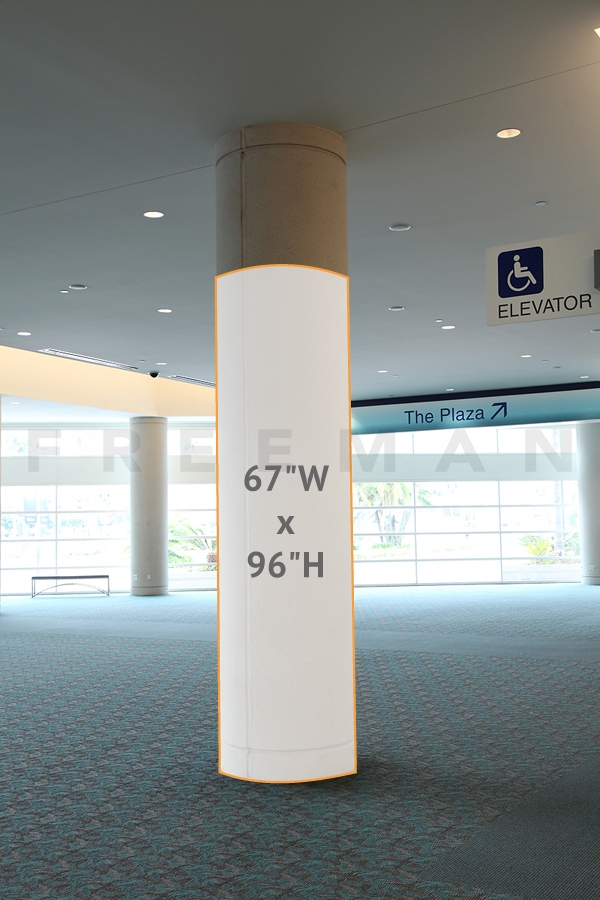 ELEVATOR
The Plaza
FREEMAN
67"W
x
96"H